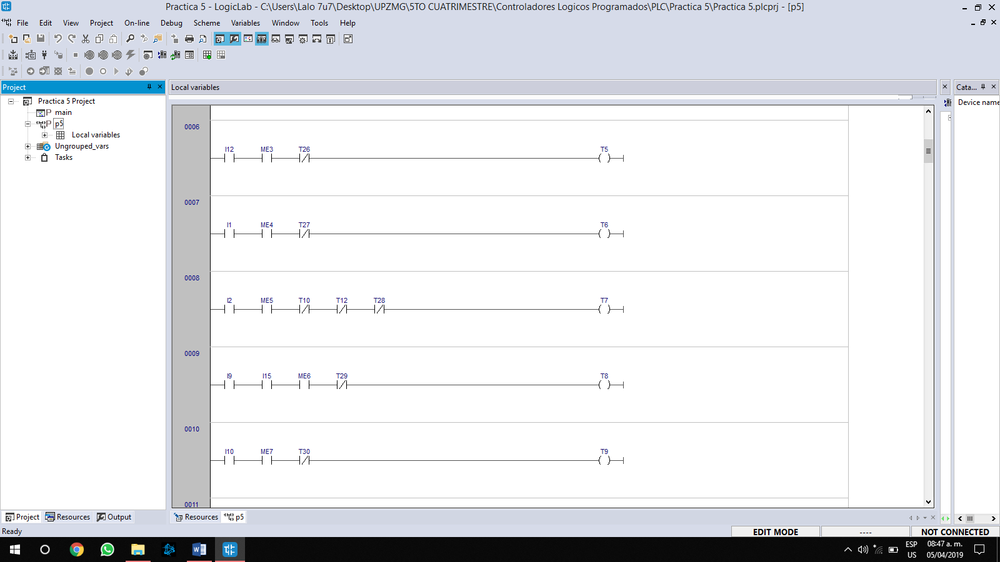 Practica 5 - LogicLab - C:\Users\Lalo 7u7\Desktop\UPZMG\5TO CUATRIMESTRE\Controladores Logicos Programados\PLC\Practica 5\Practica 5.plcprj - [p5]
File Edit View Project On-line Debug Scheme Variables Window Tools Help
Project
Local variables
Cata...
Practica 5 Project
main
p5
Local variables
Ungrouped_vars
Tasks
Device name
0006
I12 ME3 T26 T5
0007
I1 ME4 T27 T6
0008
I2 ME5 T10 T12 T28 T7
0009
I9 I15 ME6 T29 T8
0010
I10 ME7 T30 T9
0011
Project Resources Output
Resources p5
Ready
EDIT MODE
----
NOT CONNECTED
ESP
US
08:47 a. m.
05/04/2019